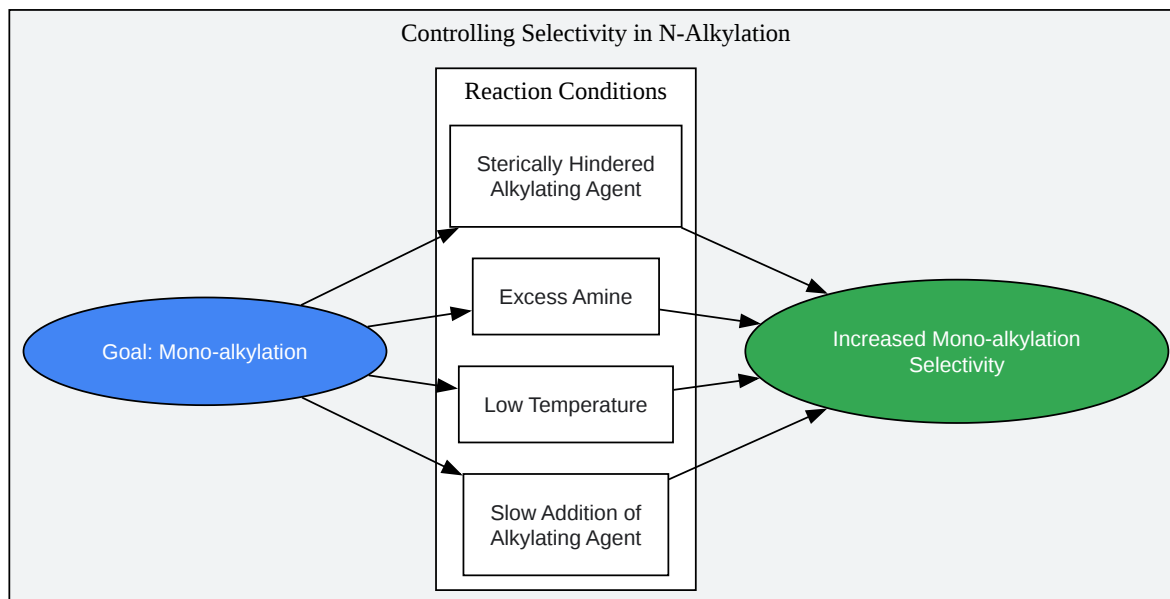 Controlling Selectivity in N-Alkylation
Reaction Conditions
Sterically Hindered
Alkylating Agent
Excess Amine
Goal: Mono-alkylation
Increased Mono-alkylation
Selectivity
Low Temperature
Slow Addition of
Alkylating Agent